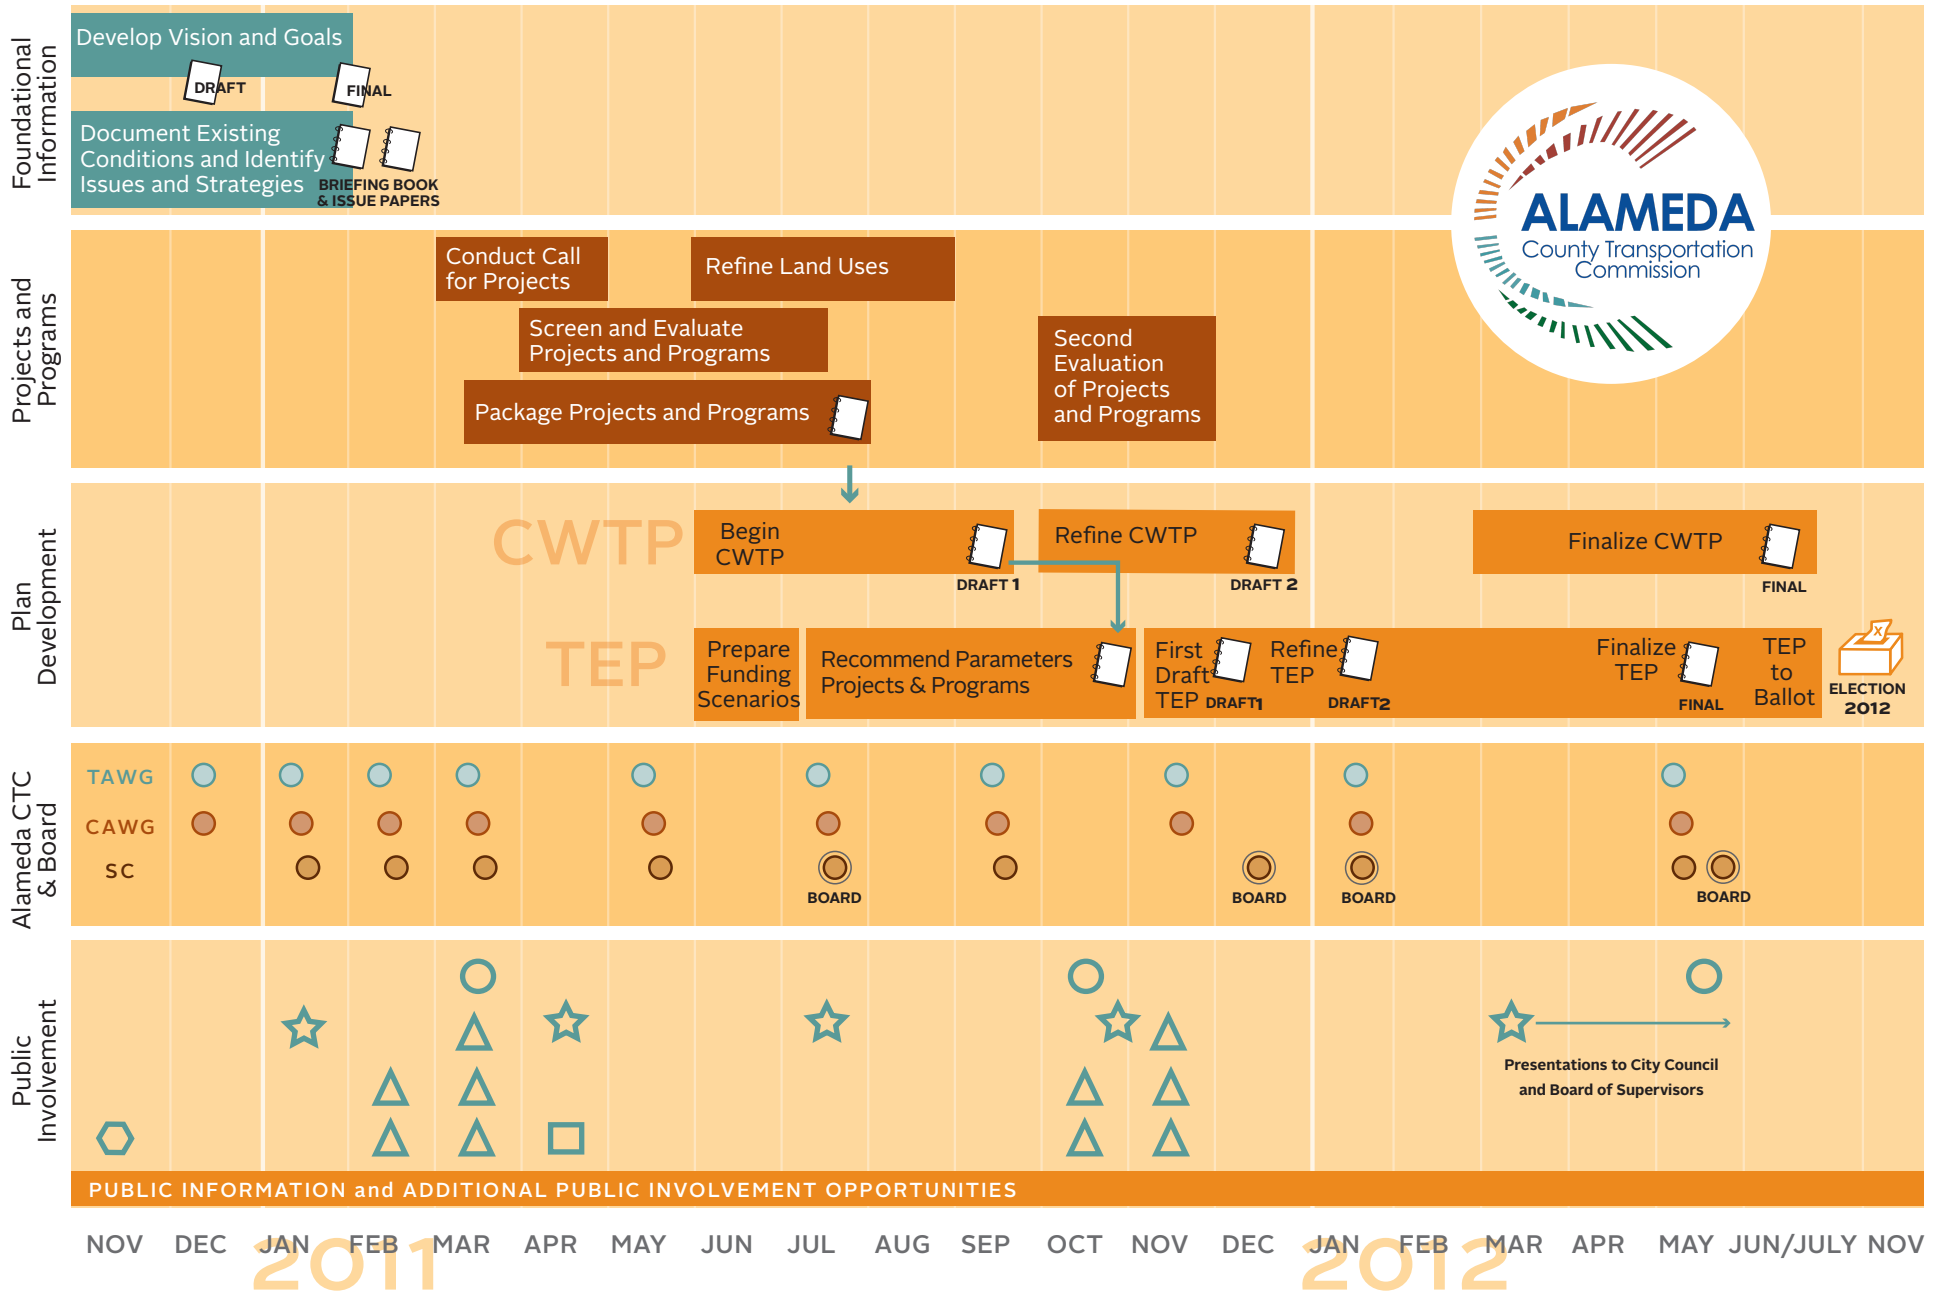 Foundational
Information
Develop Vision and Goals
DRAFT
FINAL
Document Existing
Conditions and Identify
Issues and Strategies
BRIEFING BOOK
& ISSUE PAPERS
ALAMEDA
County Transportation
Commission
Projects and
Programs
Conduct Call
for Projects
Refine Land Uses
Screen and Evaluate
Projects and Programs
Package Projects and Programs
Second
Evaluation
of Projects
and Programs
Plan
Development
CWTP
Begin
CWTP
DRAFT 1
Refine CWTP
DRAFT 2
Finalize CWTP
FINAL
TEP
Prepare
Funding
Scenarios
Recommend Parameters
Projects & Programs
First
Draft
TEP
DRAFT1
Refine
TEP
DRAFT2
Finalize
TEP
FINAL
TEP
to
Ballot
X
ELECTION
2012
Alameda CTC
& Board
TAWG
CAWG
SC
BOARD
BOARD
BOARD
BOARD
Public
Involvement
Presentations to City Council
and Board of Supervisors
PUBLIC INFORMATION and ADDITIONAL PUBLIC INVOLVEMENT OPPORTUNITIES
NOV DEC JAN FEB MAR APR MAY JUN JUL AUG SEP OCT NOV DEC JAN FEB MAR APR MAY JUN/JULY NOV
2011 2012